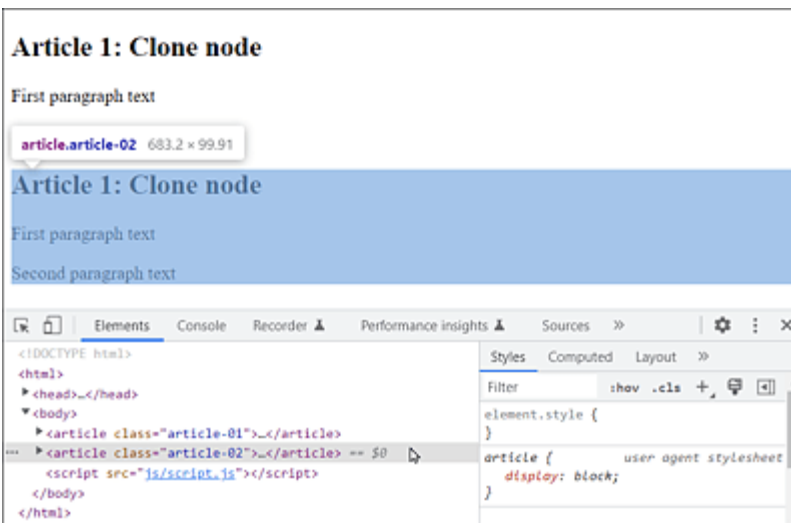 Article 1: Clone node
First paragraph text
article.article-02 683.2 × 99.91
Article 1: Clone node
First paragraph text
Second paragraph text
Elements Console Recorder Performance insights Sources »
<!DOCTYPE html>
<html>
<head>…</head>
<body>
<article class="article-01">…</article>
… <article class="article-02">…</article> == $0
<script src="js/script.js"></script>
</body>
</html>
Styles Computed Layout »
Filter :hov .cls +
element.style {
}
article { user agent stylesheet
display: block;
}